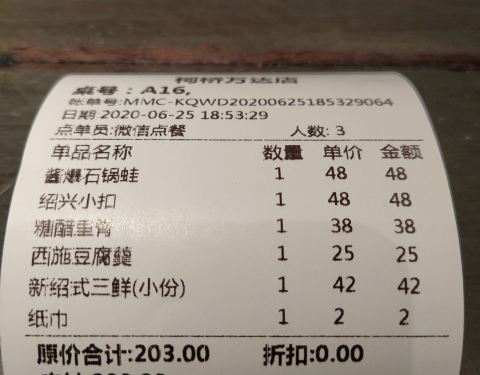 柯桥万达店
桌号：A16,
帐单号:MMC-KQWD20200625185329064
日期:2020-06-25 18:53:29
点单员:微信点餐 人数: 3
单品名称 数量 单价 金额
酱爆石锅蛙 1 48 48
绍兴小扣 1 48 48
糖醋里脊 1 38 38
西施豆腐羹 1 25 25
新绍式三鲜(小份) 1 42 42
纸巾 1 2 2
原价合计:203.00 折扣:0.00